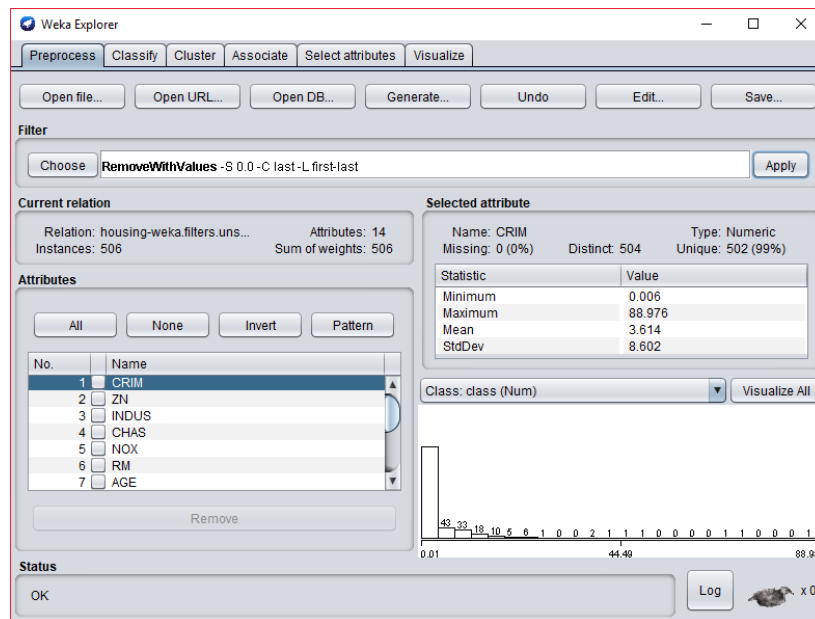 Weka Explorer
Preprocess Classify Cluster Associate Select attributes Visualize
Open file... Open URL... Open DB... Generate... Undo Edit... Save...
Filter
Choose RemoveWithValues -S 0.0 -C last -L first-last Apply
Current relation
Relation: housing-weka.filters.uns... Attributes: 14
Instances: 506 Sum of weights: 506
Attributes
All None Invert Pattern
No. Name
1 CRIM
2 ZN
3 INDUS
4 CHAS
5 NOX
6 RM
7 AGE
Remove
Selected attribute
Name: CRIM Type: Numeric
Missing: 0 (0%) Distinct: 504 Unique: 502 (99%)
Statistic Value
Minimum 0.006
Maximum 88.976
Mean 3.614
StdDev 8.602
Class: class (Num) Visualize All
43 33 18 10 5 6 1 0 0 2 1 1 1 0 0 0 0 1 1 0 0 0 1
0.01 44.49 88.9
Status
OK
Log x 0